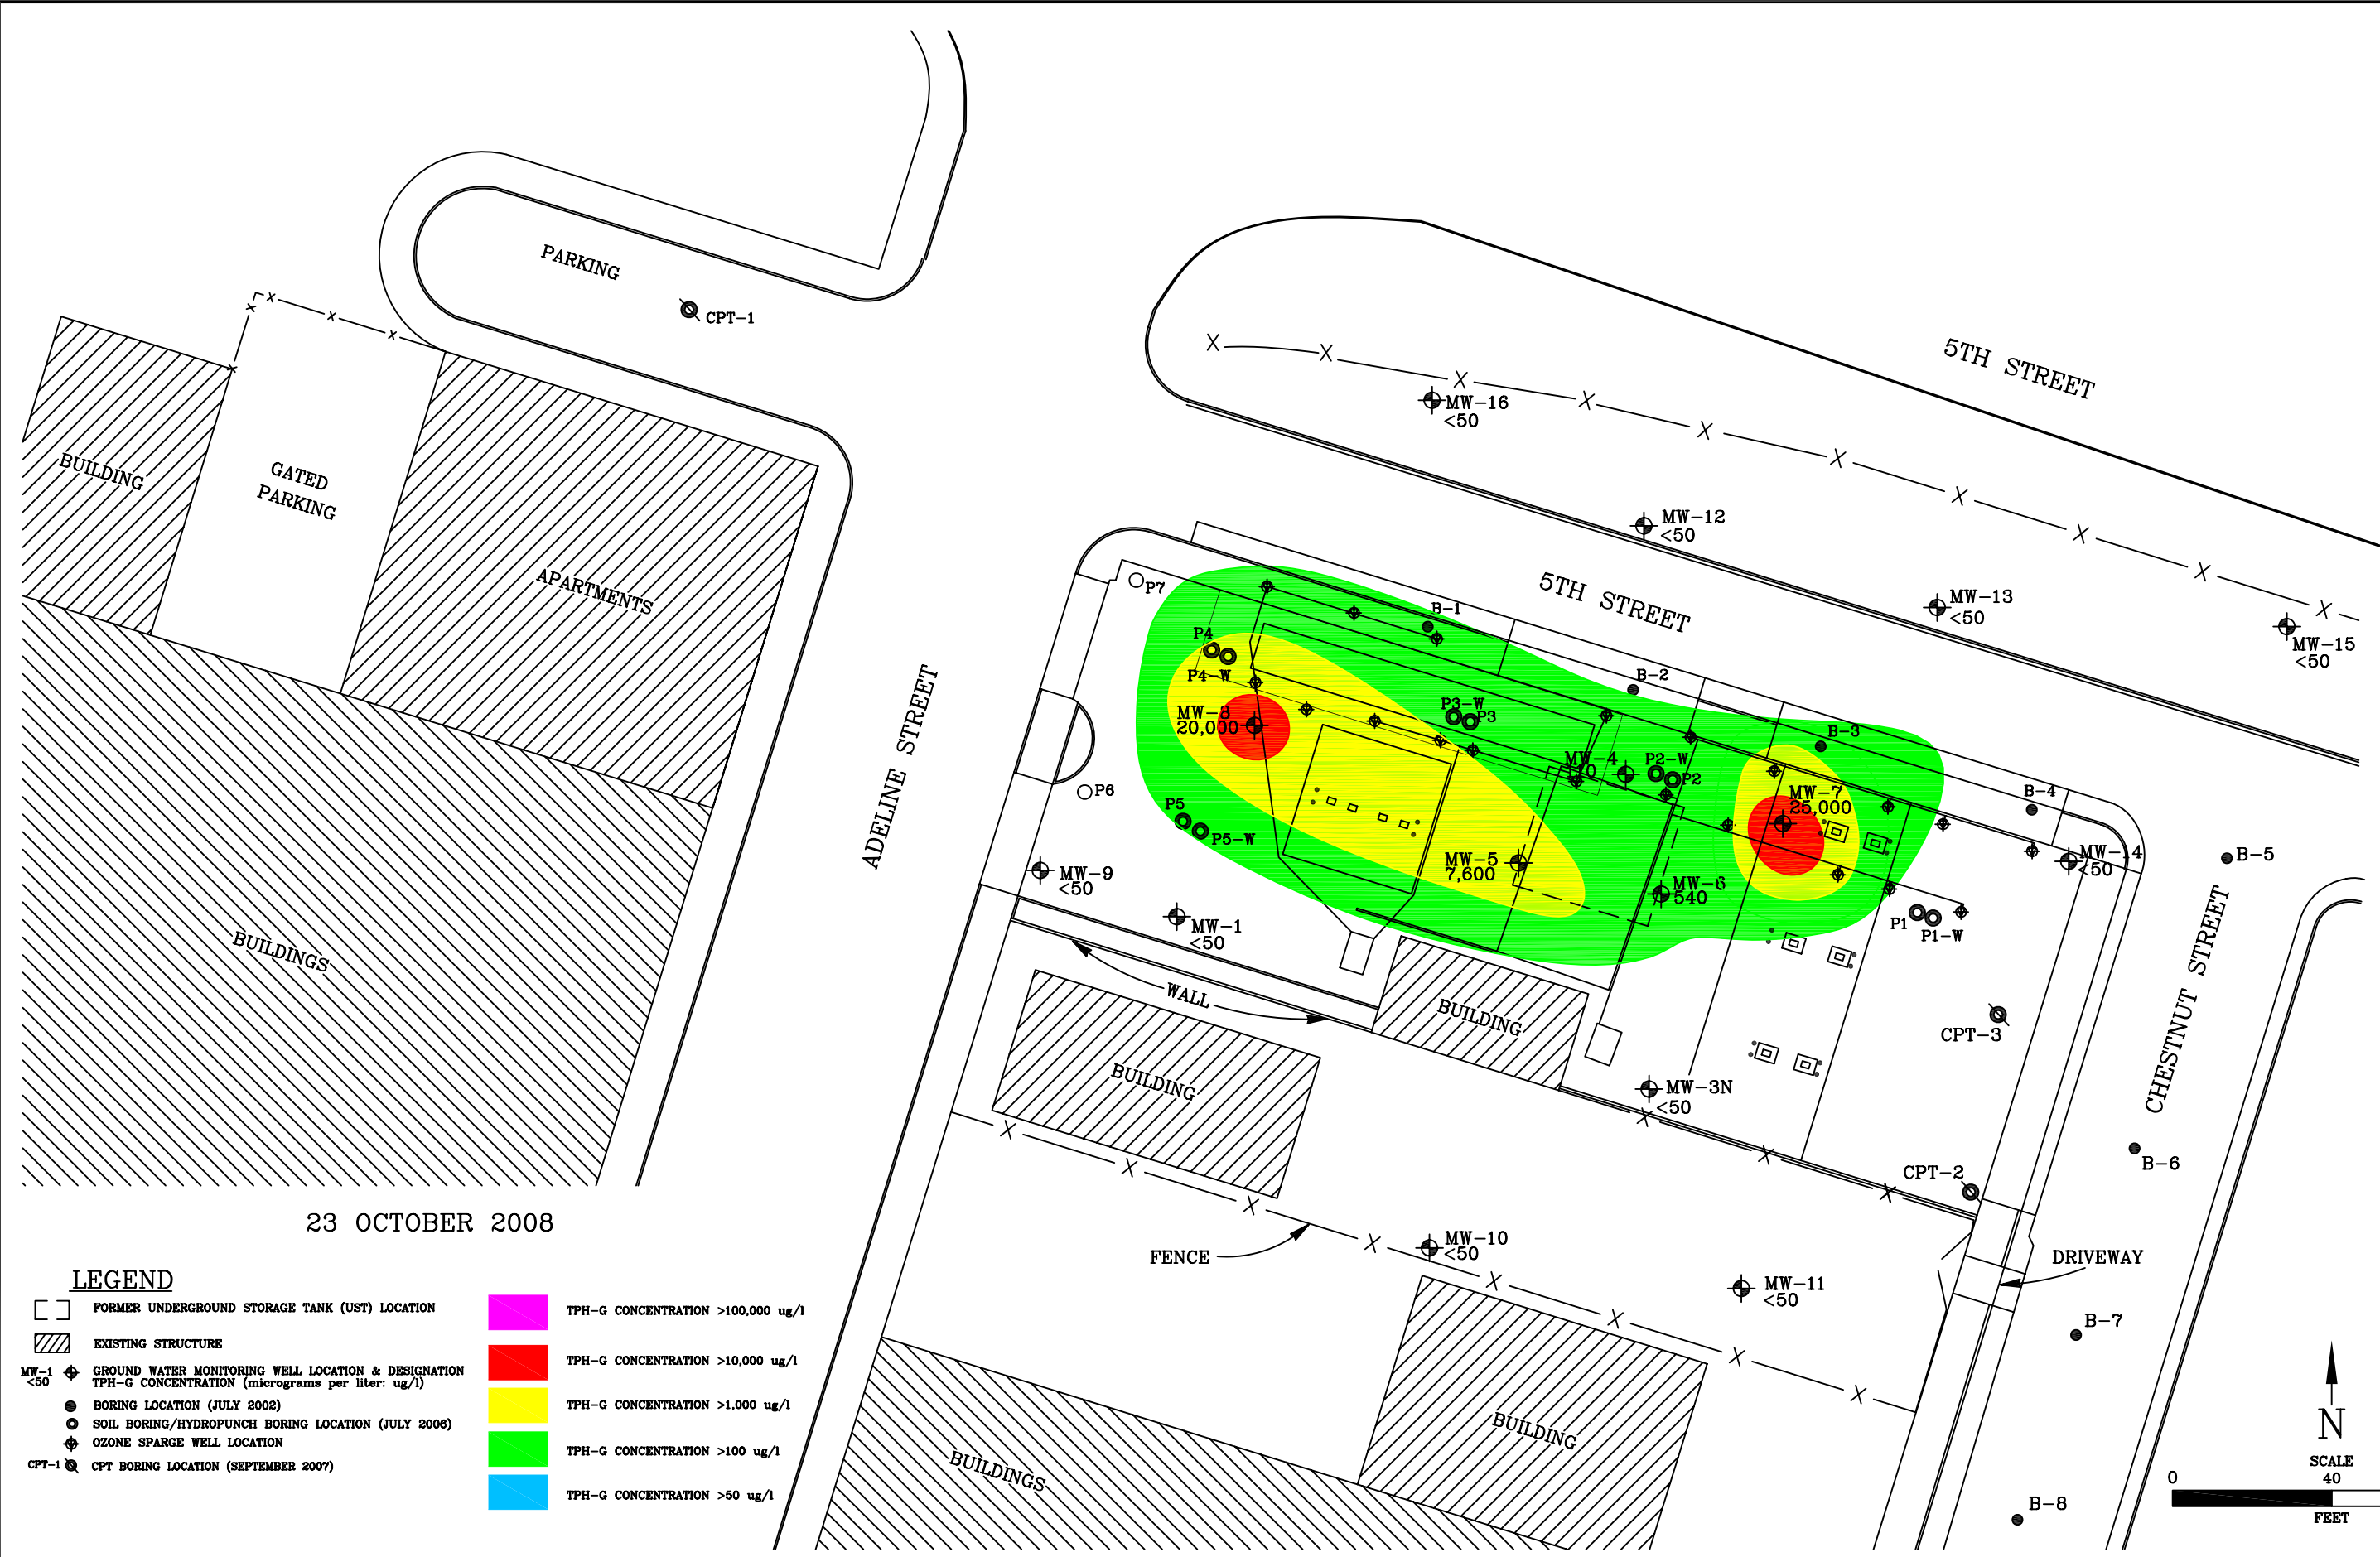 PARKING
CPT-1
5TH STREET
MW-16
<50
BUILDING
GATED
PARKING
APARTMENTS
MW-12
<50
5TH STREET
MW-13
<50
MW-15
<50
P7
B-1
P4
P4-W
B-2
MW-3
20,000
P3-W
P3
B-3
MW-4
P2-W
P2
ADELINE STREET
P6
P5
P5-W
MW-7
25,000
B-4
MW-14
<50
B-5
MW-9
<50
MW-5
7,600
MW-6
540
MW-1
<50
P1
P1-W
BUILDINGS
WALL
BUILDING
CPT-3
CHESTNUT STREET
BUILDING
MW-3N
<50
B-6
CPT-2
23 OCTOBER 2008
FENCE
MW-10
<50
DRIVEWAY
MW-11
<50
B-7
BUILDING
BUILDINGS
B-8
LEGEND
FORMER UNDERGROUND STORAGE TANK (UST) LOCATION
EXISTING STRUCTURE
MW-1
<50
GROUND WATER MONITORING WELL LOCATION & DESIGNATION
TPH-G CONCENTRATION (micrograms per liter: ug/l)
BORING LOCATION (JULY 2002)
SOIL BORING/HYDROPUNCH BORING LOCATION (JULY 2006)
OZONE SPARGE WELL LOCATION
CPT-1
CPT BORING LOCATION (SEPTEMBER 2007)
TPH-G CONCENTRATION >100,000 ug/l
TPH-G CONCENTRATION >10,000 ug/l
TPH-G CONCENTRATION >1,000 ug/l
TPH-G CONCENTRATION >100 ug/l
TPH-G CONCENTRATION >50 ug/l
N
SCALE
0 40
FEET